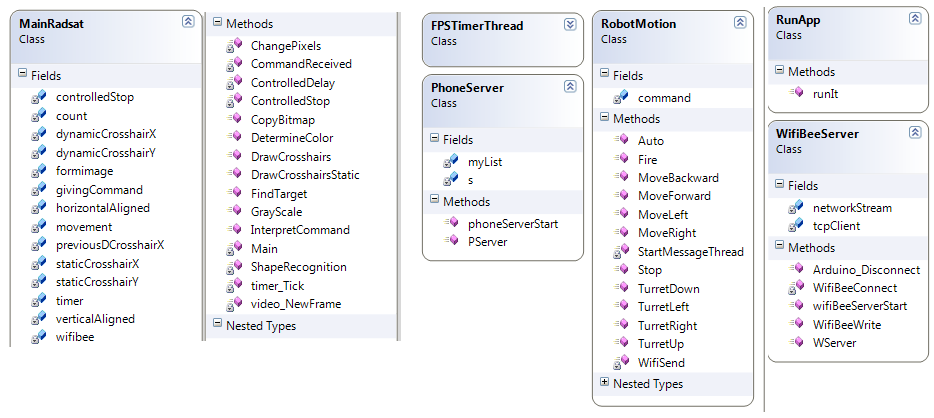 MainRadsat
Class
Fields
controlledStop
count
dynamicCrosshairX
dynamicCrosshairY
formimage
givingCommand
horizontalAligned
movement
previousDCrosshairX
staticCrosshairX
staticCrosshairY
timer
verticalAligned
wifibee
Methods
ChangePixels
CommandReceived
ControlledDelay
ControlledStop
CopyBitmap
DetermineColor
DrawCrosshairs
DrawCrosshairsStatic
FindTarget
GrayScale
InterpretCommand
Main
ShapeRecognition
timer_Tick
video_NewFrame
Nested Types
FPSTimerThread
Class
PhoneServer
Class
Fields
myList
s
Methods
phoneServerStart
PServer
RobotMotion
Class
Fields
command
Methods
Auto
Fire
MoveBackward
MoveForward
MoveLeft
MoveRight
StartMessageThread
Stop
TurretDown
TurretLeft
TurretRight
TurretUp
WifiSend
Nested Types
RunApp
Class
Methods
runIt
WifiBeeServer
Class
Fields
networkStream
tcpClient
Methods
Arduino_Disconnect
WifiBeeConnect
wifiBeeServerStart
WifiBeeWrite
WServer